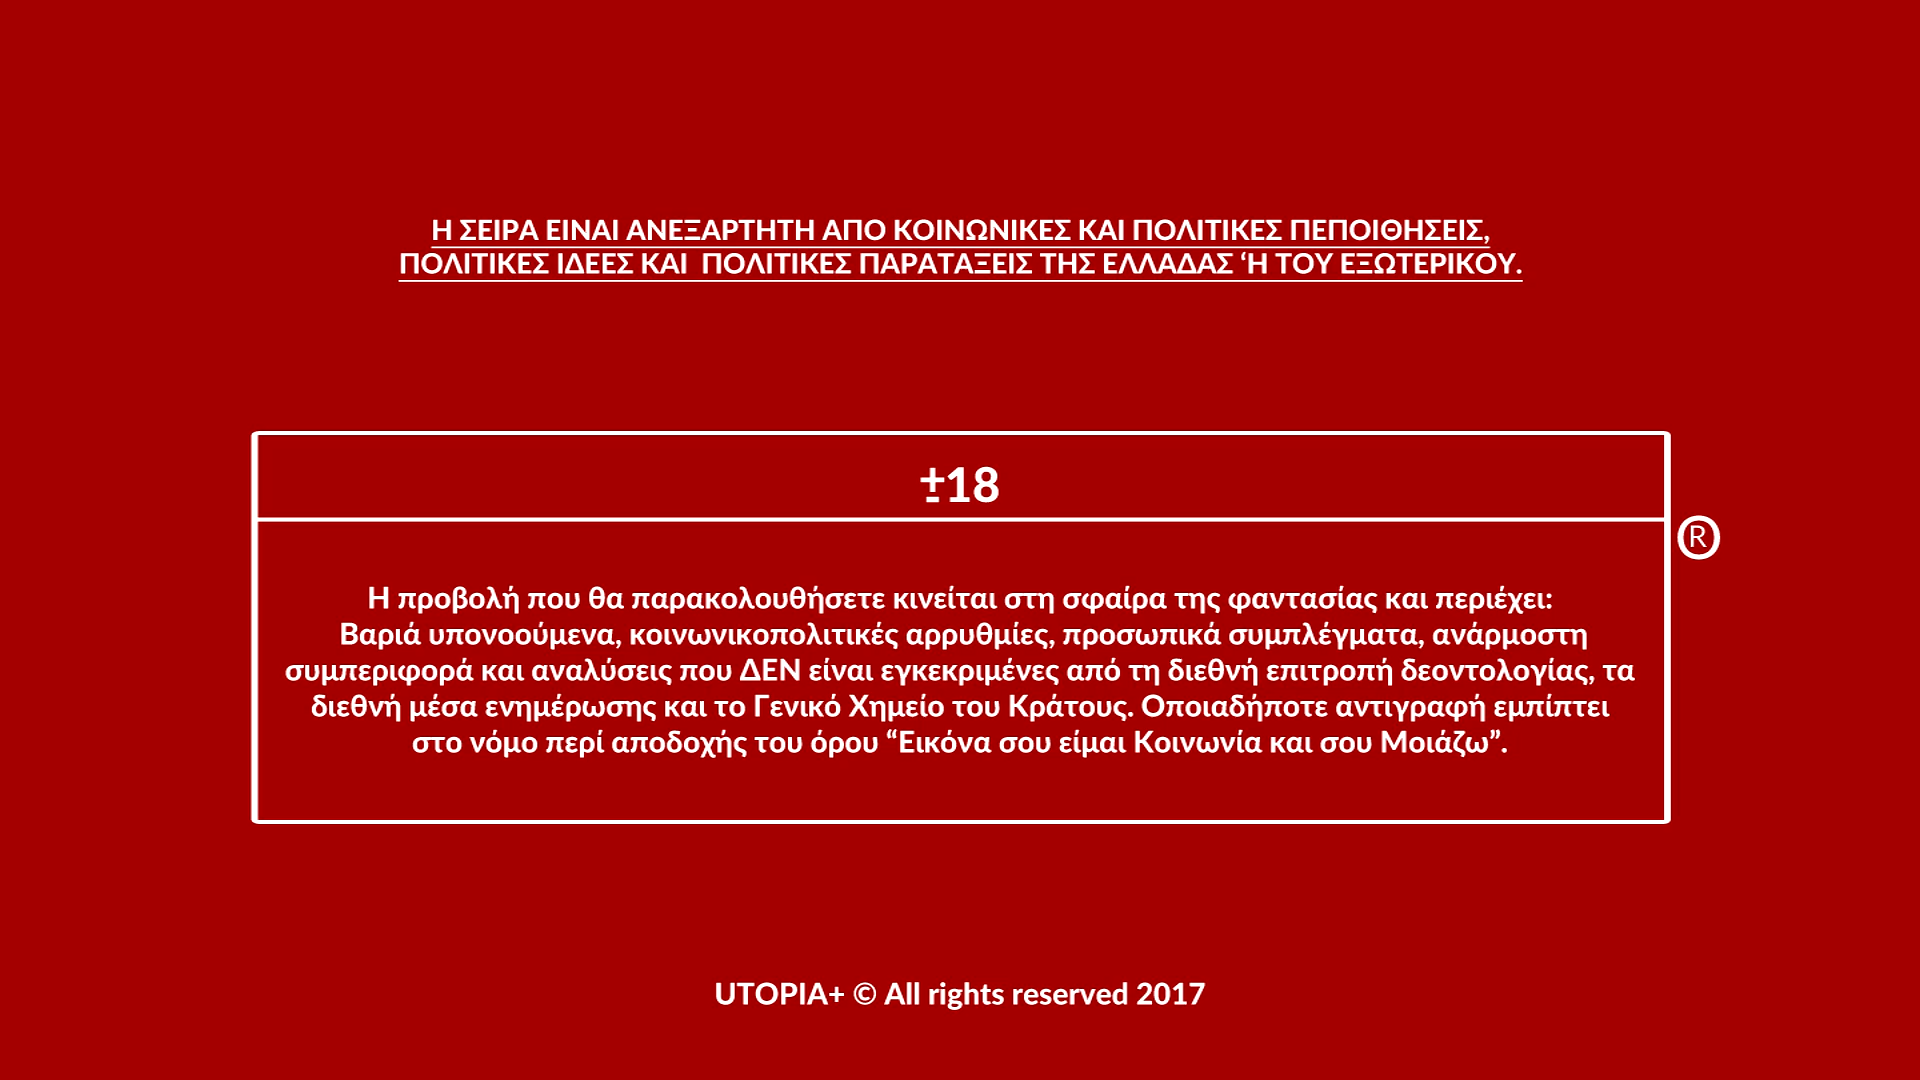 Η ΣΕΙΡΑ ΕΙΝΑΙ ΑΝΕΞΑΡΤΗΤΗ ΑΠΟ ΚΟΙΝΩΝΙΚΕΣ ΚΑΙ ΠΟΛΙΤΙΚΕΣ ΠΕΠΟΙΘΗΣΕΙΣ,
ΠΟΛΙΤΙΚΕΣ ΙΔΕΕΣ ΚΑΙ  ΠΟΛΙΤΙΚΕΣ ΠΑΡΑΤΑΞΕΙΣ ΤΗΣ ΕΛΛΑΔΑΣ ‘Η ΤΟΥ ΕΞΩΤΕΡΙΚΟΥ.
±18
®
Η προβολή που θα παρακολουθήσετε κινείται στη σφαίρα της φαντασίας και περιέχει:
Βαριά υπονοούμενα, κοινωνικοπολιτικές αρρυθμίες, προσωπικά συμπλέγματα, ανάρμοστη
συμπεριφορά και αναλύσεις που ΔΕΝ είναι εγκεκριμένες από τη διεθνή επιτροπή δεοντολογίας, τα
διεθνή μέσα ενημέρωσης και το Γενικό Χημείο του Κράτους. Οποιαδήποτε αντιγραφή εμπίπτει
στο νόμο περί αποδοχής του όρου “Εικόνα σου είμαι Κοινωνία και σου Μοιάζω”.
UTOPIA+ © All rights reserved 2017